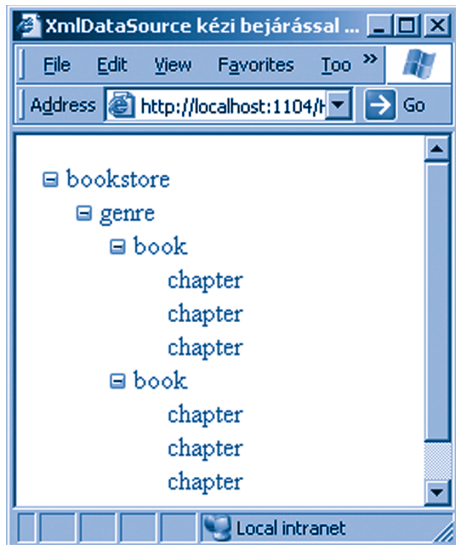 XmlDataSource kézi bejárással ...
File Edit View Favorites Too »
Address http://localhost:1104/H Go
bookstore
genre
book
chapter
chapter
chapter
book
chapter
chapter
chapter
Local intranet